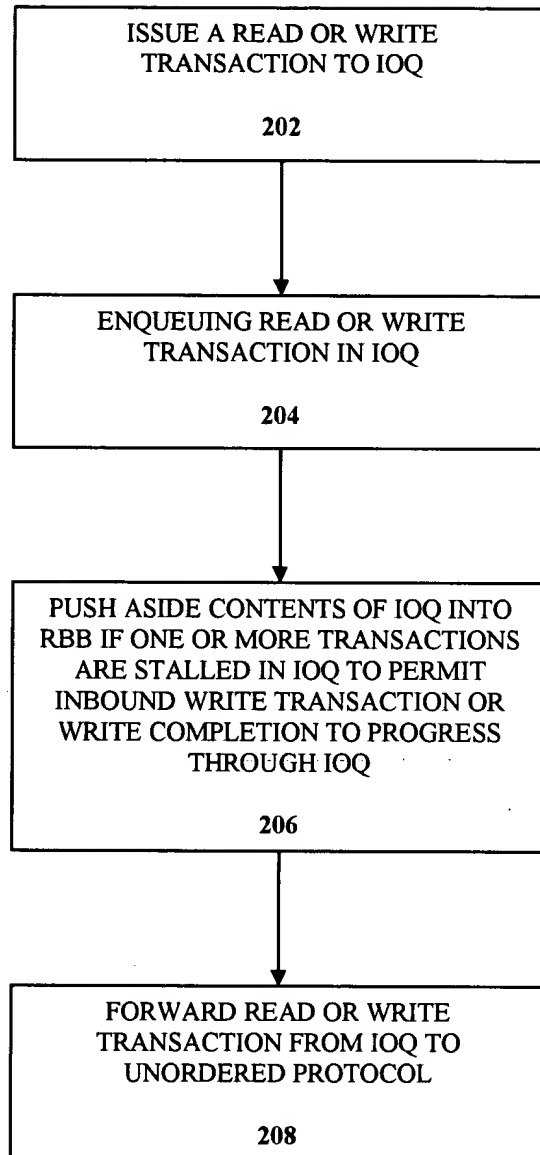 ISSUE A READ OR WRITE
TRANSACTION TO IOQ
202
ENQUEUING READ OR WRITE
TRANSACTION IN IOQ
204
PUSH ASIDE CONTENTS OF IOQ INTO
RBB IF ONE OR MORE TRANSACTIONS
ARE STALLED IN IOQ TO PERMIT
INBOUND WRITE TRANSACTION OR
WRITE COMPLETION TO PROGRESS
THROUGH IOQ
206
FORWARD READ OR WRITE
TRANSACTION FROM IOQ TO
UNORDERED PROTOCOL
208